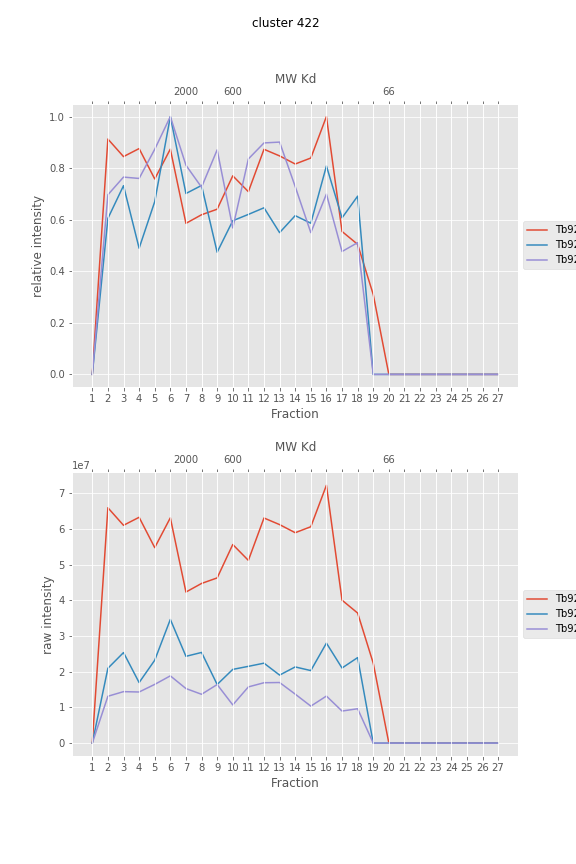 cluster 422
MW Kd
2000 600 66
1.0
0.8
0.6
0.4
0.2
0.0
relative intensity
1 2 3 4 5 6 7 8 9 10 11 12 13 14 15 16 17 18 19 20 21 22 23 24 25 26 27
Fraction
Tb92
Tb92
Tb92
MW Kd
2000 600 66
1e7
7
6
5
4
3
2
1
0
raw intensity
1 2 3 4 5 6 7 8 9 10 11 12 13 14 15 16 17 18 19 20 21 22 23 24 25 26 27
Fraction
Tb92
Tb92
Tb92